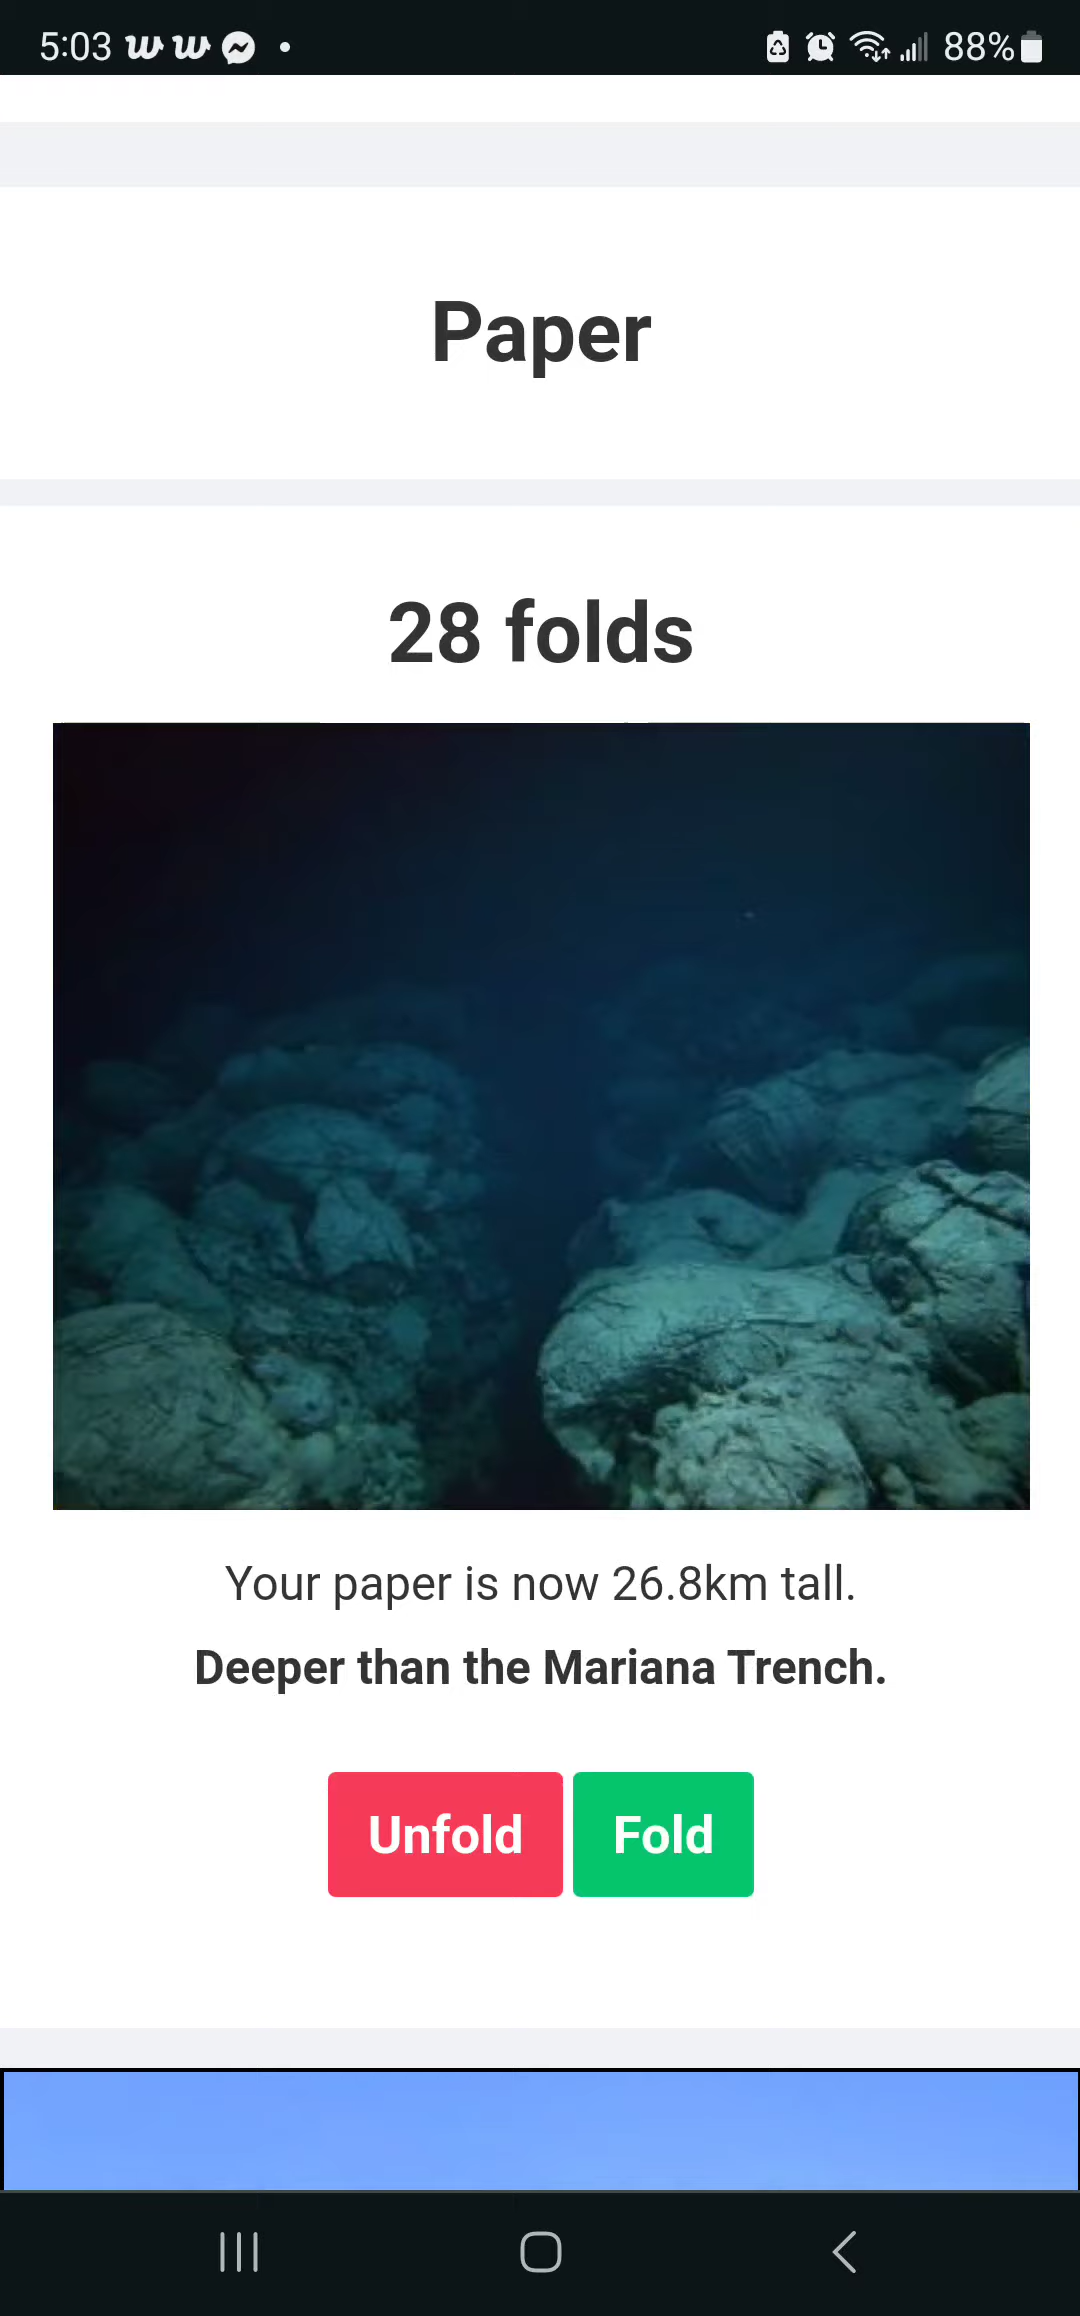 5:03 88%
Paper
28 folds
Your paper is now 26.8km tall.
Deeper than the Mariana Trench.
Unfold Fold